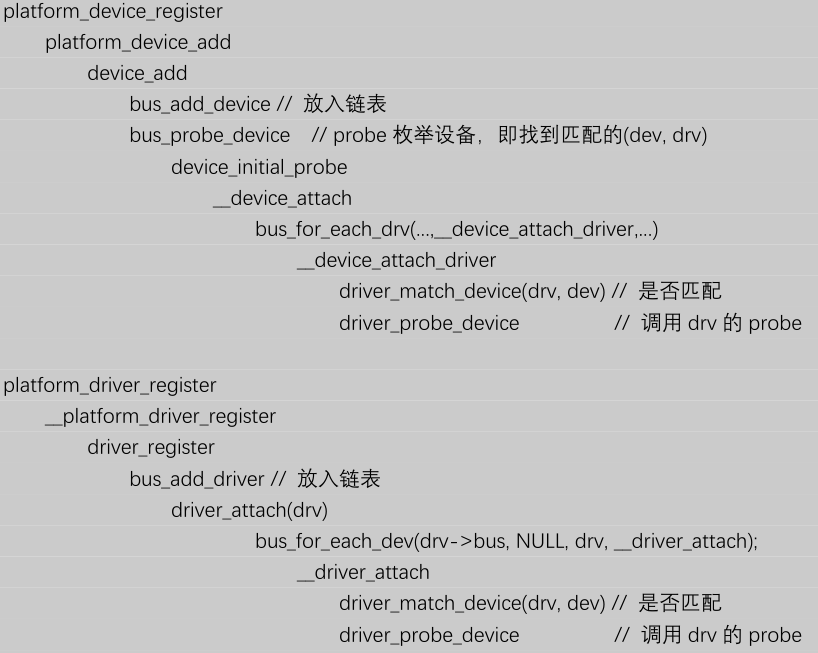 platform_device_register
platform_device_add
device_add
bus_add_device // 放入链表
bus_probe_device // probe 枚举设备，即找到匹配的(dev, drv)
device_initial_probe
__device_attach
bus_for_each_drv(...,__device_attach_driver,...)
__device_attach_driver
driver_match_device(drv, dev) // 是否匹配
driver_probe_device // 调用 drv 的 probe
platform_driver_register
__platform_driver_register
driver_register
bus_add_driver // 放入链表
driver_attach(drv)
bus_for_each_dev(drv->bus, NULL, drv, __driver_attach);
__driver_attach
driver_match_device(drv, dev) // 是否匹配
driver_probe_device // 调用 drv 的 probe